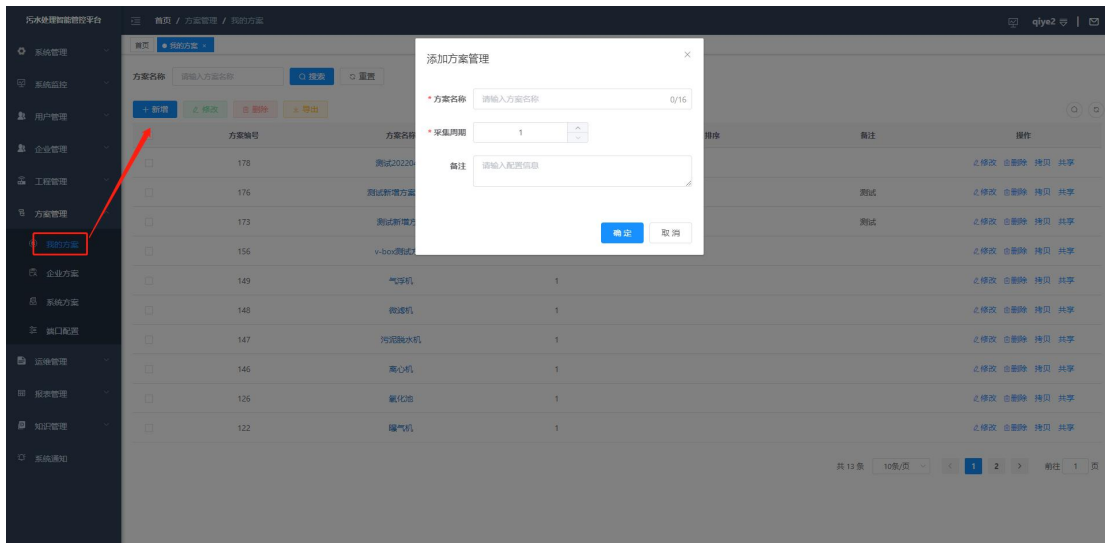 污水处理智能管控平台
首页 / 方案管理 / 我的方案
qiye2
系统管理
首页
我的方案 ×
系统监控
方案名称 请输入方案名称 搜索 重置
添加方案管理 ×
用户管理
+ 新增 修改 删除 导出
* 方案名称 请输入方案名称 0/16
企业管理
方案编号 方案名称 排序 备注 操作
* 采集周期 1
工程管理
178 测试20220 修改 删除 拷贝 共享
备注 请输入配置信息
176 测试新增方案 测试 修改 删除 拷贝 共享
方案管理
173 测试新增方 测试 修改 删除 拷贝 共享
确定 取消
我的方案
156 v-box测试 修改 删除 拷贝 共享
企业方案
149 气浮机 1 修改 删除 拷贝 共享
系统方案
148 微滤机 1 修改 删除 拷贝 共享
端口配置
147 污泥脱水机 1 修改 删除 拷贝 共享
运维管理
146 离心机 1 修改 删除 拷贝 共享
报表管理
126 氧化池 1 修改 删除 拷贝 共享
知识管理
122 曝气机 1 修改 删除 拷贝 共享
系统通知
共 13 条 10条/页 < 1 2 > 前往 1 页